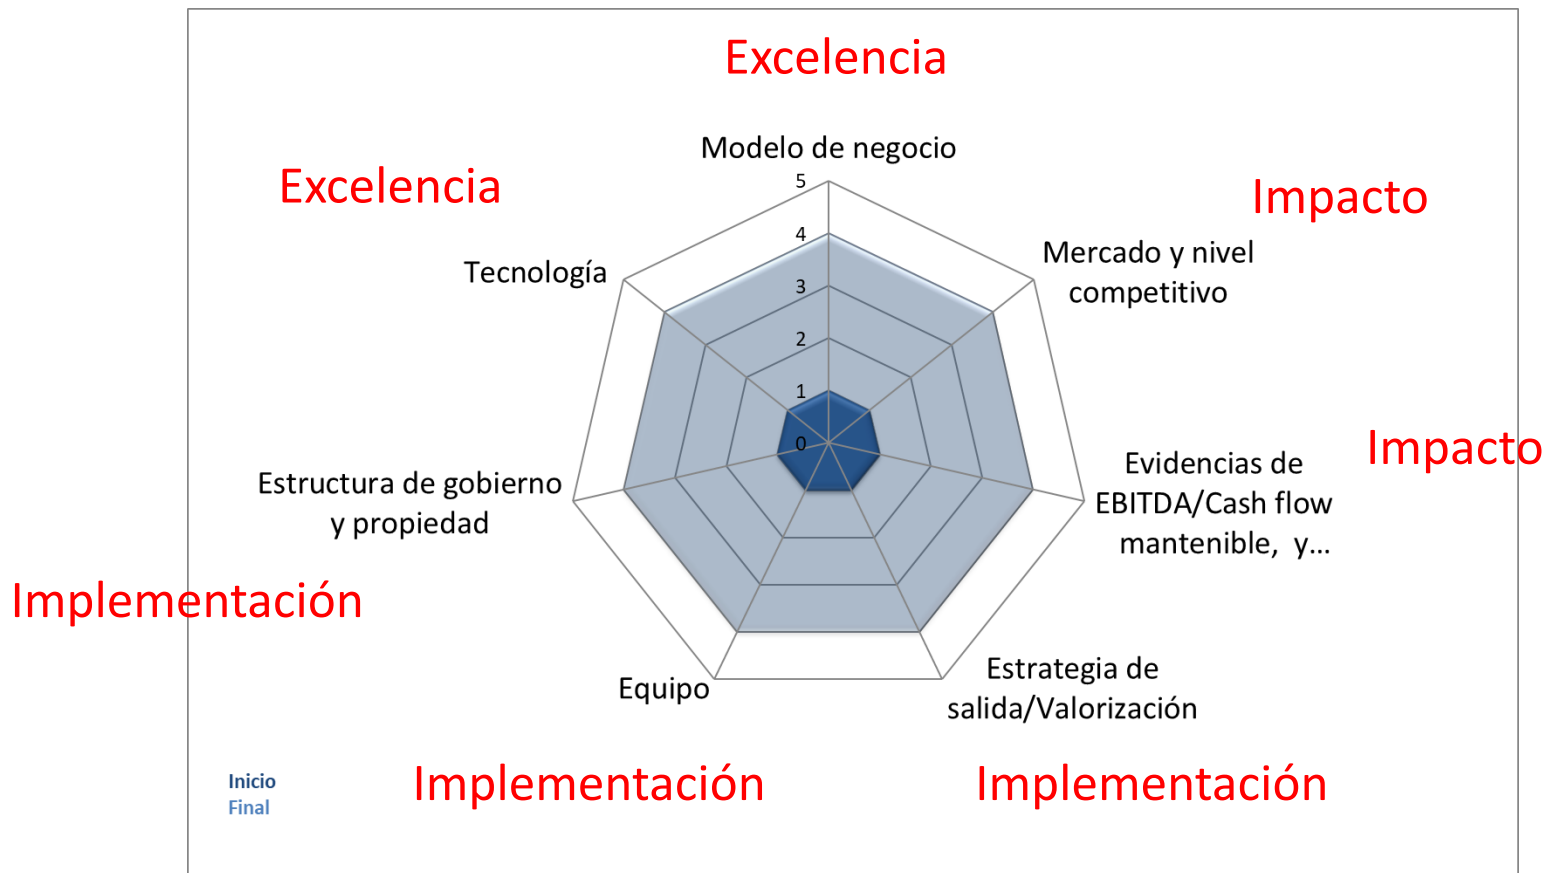 Excelencia
Modelo de negocio
Excelencia
Impacto
5
4
3
2
1
0
Mercado y nivel
competitivo
Tecnología
Impacto
Evidencias de
EBITDA/Cash flow
mantenible, y...
Estructura de gobierno
y propiedad
Implementación
Estrategia de
salida/Valorización
Equipo
Implementación
Implementación
Inicio
Final